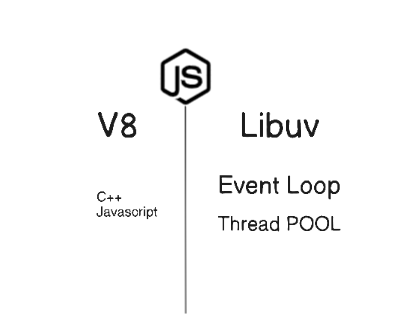 JS
V8
Libuv
C++
Javascript
Event Loop
Thread POOL